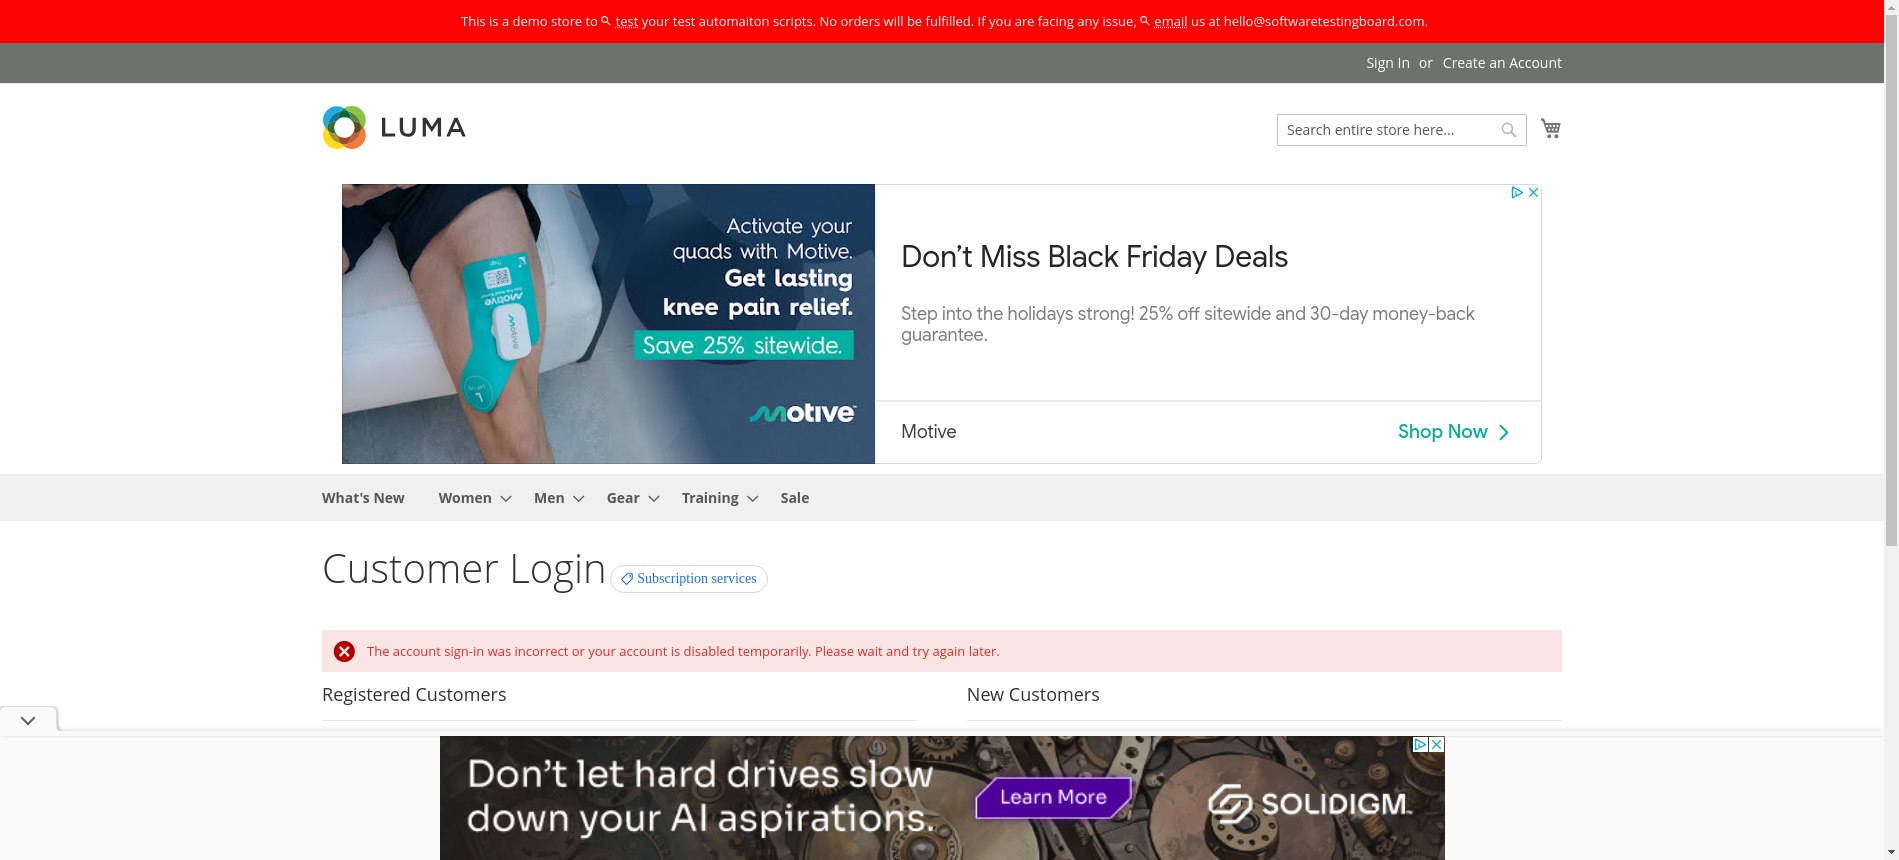 This is a demo store to test your test automaiton scripts. No orders will be fulfilled. If you are facing any issue, email us at hello@softwaretestingboard.com.
Sign In or Create an Account
LUMA
Search entire store here...
Activate your
quads with Motive.
Get lasting
knee pain relief.
Save 25% sitewide.
motive
Don't Miss Black Friday Deals
Step into the holidays strong! 25% off sitewide and 30-day money-back
guarantee.
Motive
Shop Now
What's New Women Men Gear Training Sale
Customer Login
Subscription services
The account sign-in was incorrect or your account is disabled temporarily. Please wait and try again later.
Registered Customers
New Customers
Don't let hard drives slow
down your AI aspirations.
Learn More
SOLIDIGM